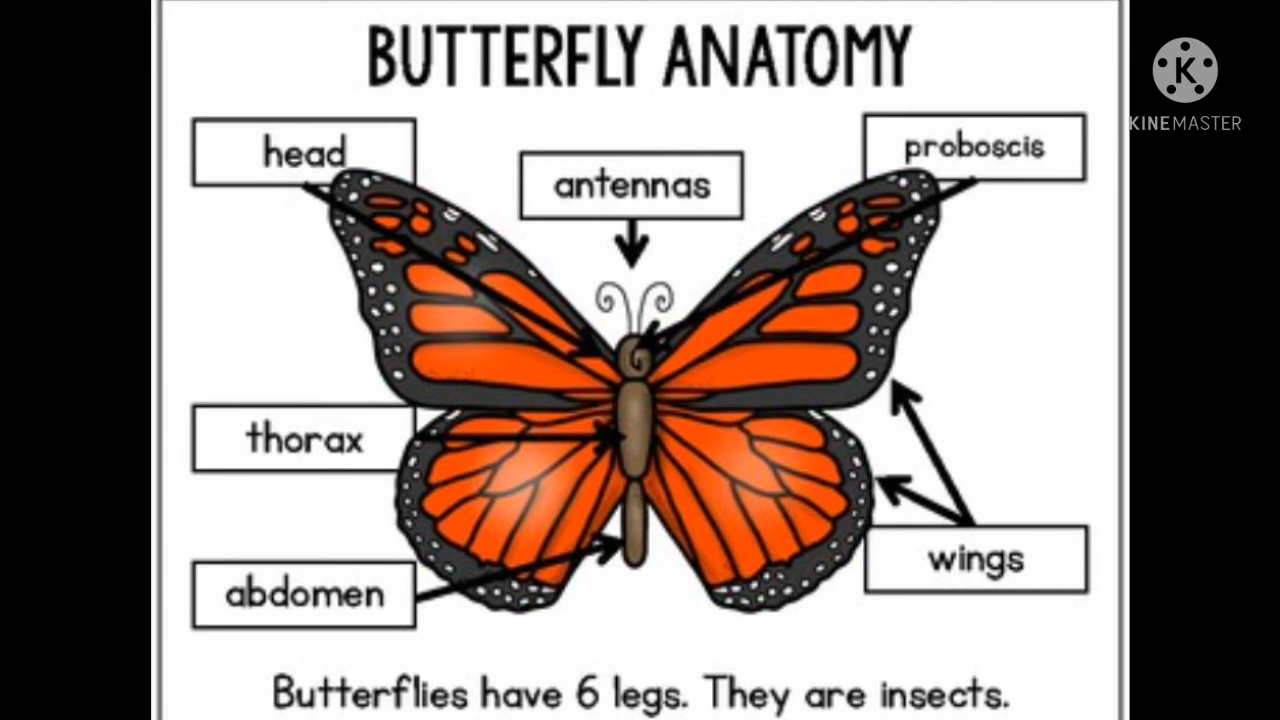 BUTTERFLY ANATOMY
head
proboscis
antennas
thorax
wings
abdomen
Butterflies have 6 legs. They are insects.
K
KINEMASTER